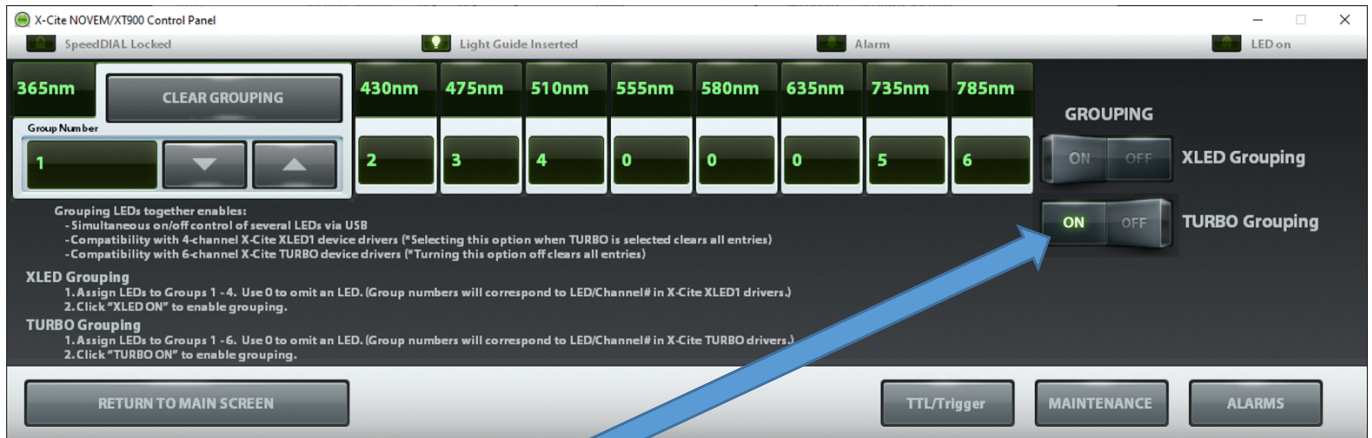 X-Cite NOVEM/XT900 Control Panel
SpeedDIAL Locked
Light Guide Inserted
Alarm
LED on
365nm
CLEAR GROUPING
430nm 475nm 510nm 555nm 580nm 635nm 735nm 785nm
Group Number
1
2 3 4 0 0 0 5 6
GROUPING
ON OFF XLED Grouping
ON OFF TURBO Grouping
Grouping LEDs together enables:
-Simultaneous on/off control of several LEDs via USB
-Compatibility with 4-channel X-Cite XLED1 device drivers (*Selecting this option when TURBO is selected clears all entries)
-Compatibility with 6-channel X-Cite TURBO device drivers (*Turning this option off clears all entries)
XLED Grouping
1. Assign LEDs to Groups 1 -4. Use 0 to omit an LED. (Group numbers will correspond to LED/Channel# in X-Cite XLED1 drivers.)
2. Click "XLED ON" to enable grouping.
TURBO Grouping
1. Assign LEDs to Groups 1 -6. Use 0 to omit an LED. (Group numbers will correspond to LED/Channel# in X-Cite TURBO drivers.)
2. Click "TURBO ON" to enable grouping.
RETURN TO MAIN SCREEN
TTL/Trigger
MAINTENANCE
ALARMS